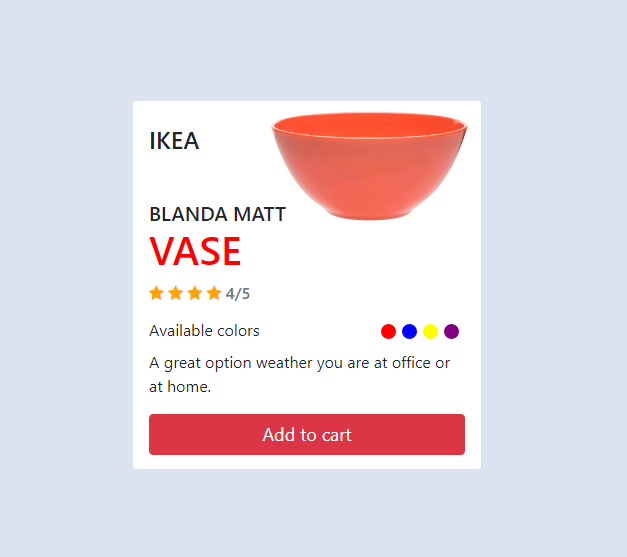 IKEA
BLANDA MATT
VASE
4/5
Available colors
A great option weather you are at office or
at home.
Add to cart